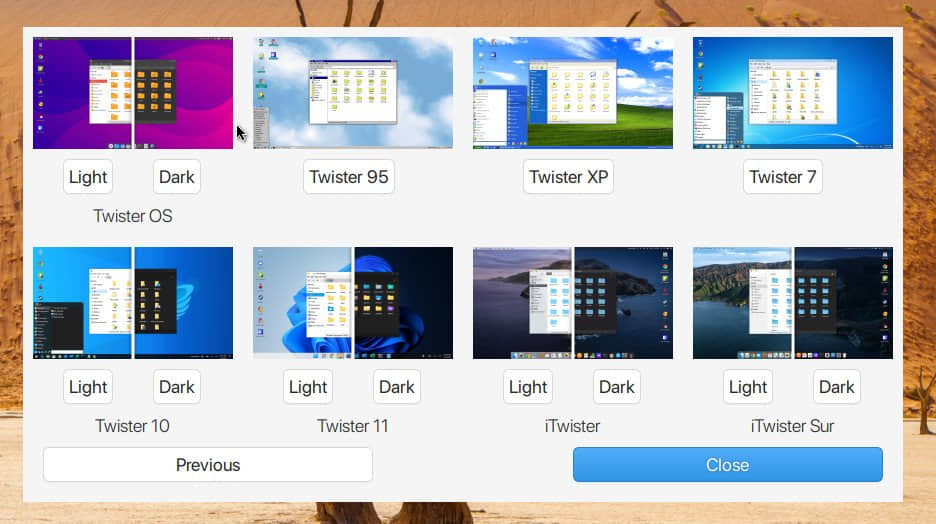 Light Dark Twister 95 Twister XP Twister 7
Twister OS
Light Dark Light Dark Light Dark Light Dark
Twister 10 Twister 11 iTwister iTwister Sur
Previous Close